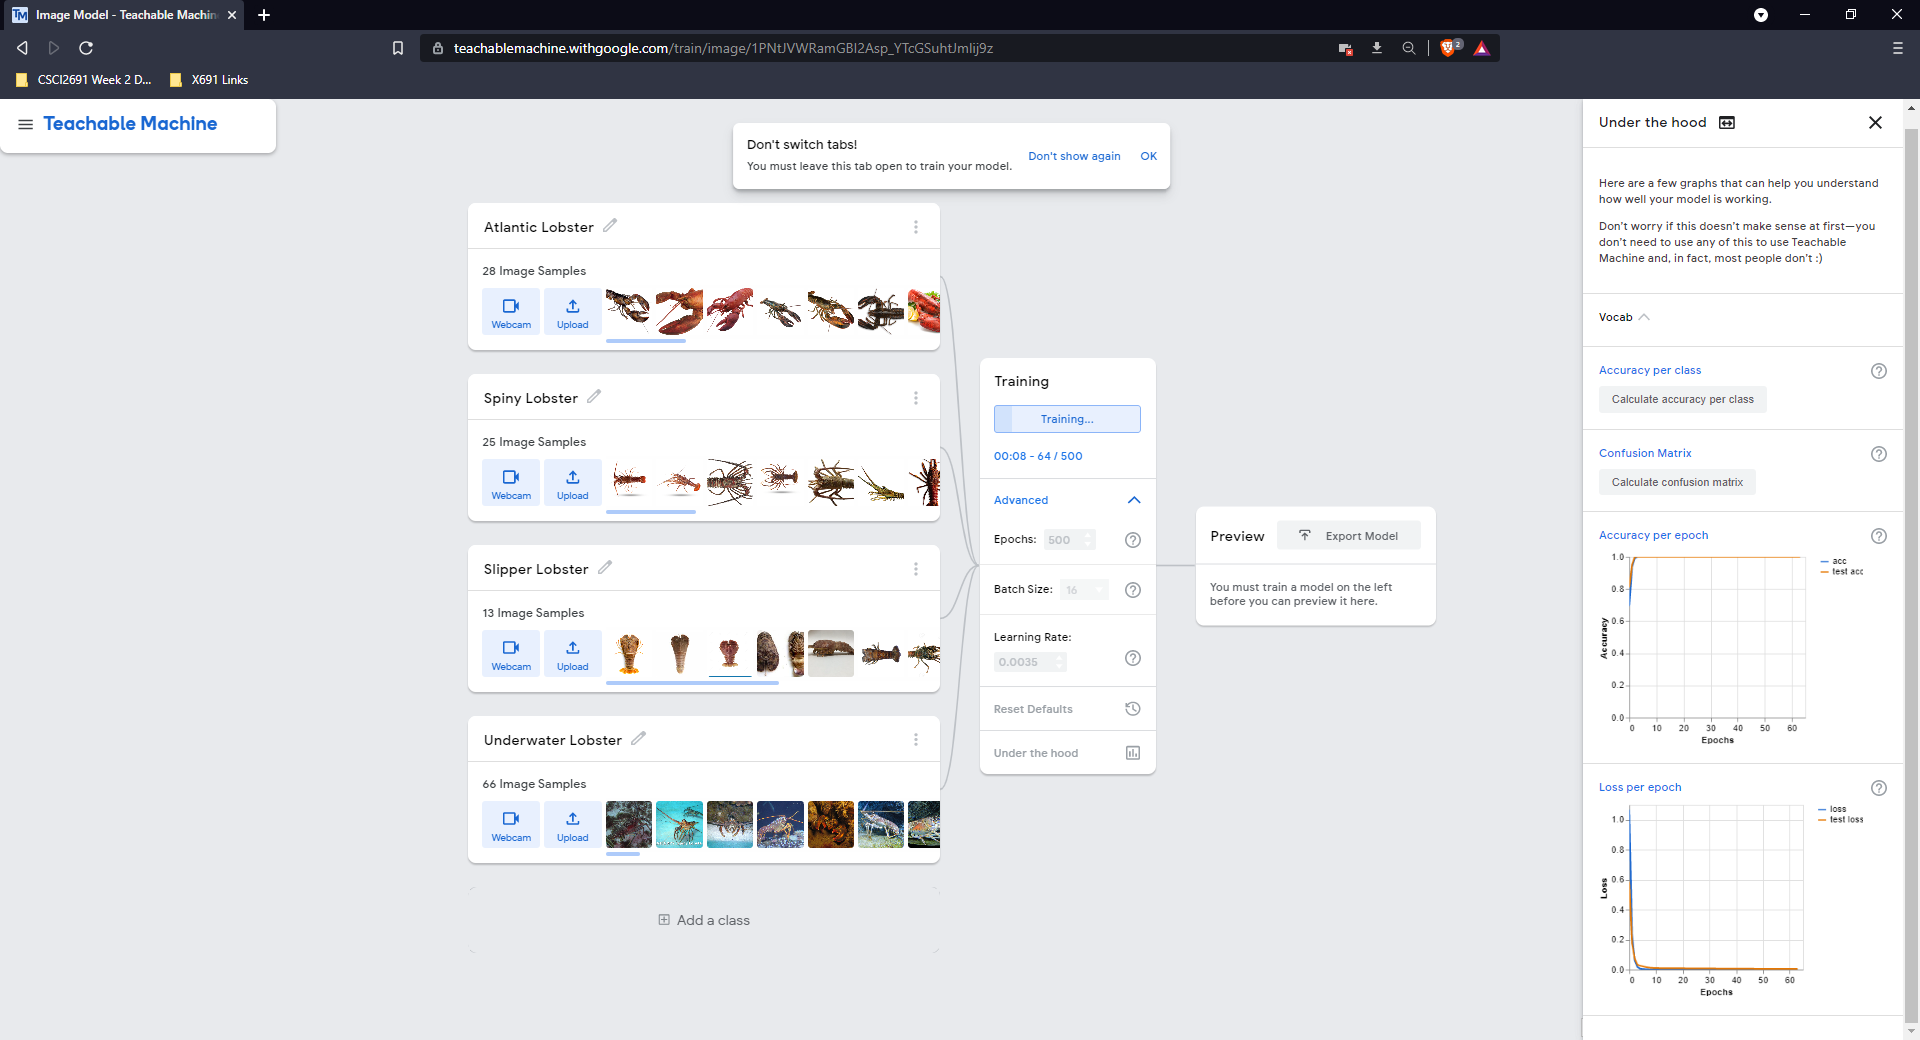 Image Model - Teachable Machin
teachablemachine.withgoogle.com/train/image/1PNtJVWRamGBI2Asp_YTcGSuhtJmlij9z
2
CSCI2691 Week 2 D...
X691 Links
Teachable Machine
Don't switch tabs!
You must leave this tab open to train your model.
Don't show again
OK
Atlantic Lobster
28 Image Samples
Webcam
Upload
Spiny Lobster
25 Image Samples
Webcam
Upload
Slipper Lobster
13 Image Samples
Webcam
Upload
Underwater Lobster
66 Image Samples
Webcam
Upload
Add a class
Training
Training...
00:08 - 64 / 500
Advanced
Epochs: 500
Batch Size: 16
Learning Rate:
0.0035
Reset Defaults
Under the hood
Preview
Export Model
You must train a model on the left
before you can preview it here.
Under the hood
Here are a few graphs that can help you understand
how well your model is working.
Don't worry if this doesn't make sense at first—you
don't need to use any of this to use Teachable
Machine and, in fact, most people don't :)
Vocab
Accuracy per class
Calculate accuracy per class
Confusion Matrix
Calculate confusion matrix
Accuracy per epoch
1.0
0.8
0.6
0.4
0.2
0.0
Accuracy
0 10 20 30 40 50 60
Epochs
acc
test acc
Loss per epoch
1.0
0.8
0.6
0.4
0.2
0.0
Loss
0 10 20 30 40 50 60
Epochs
loss
test loss